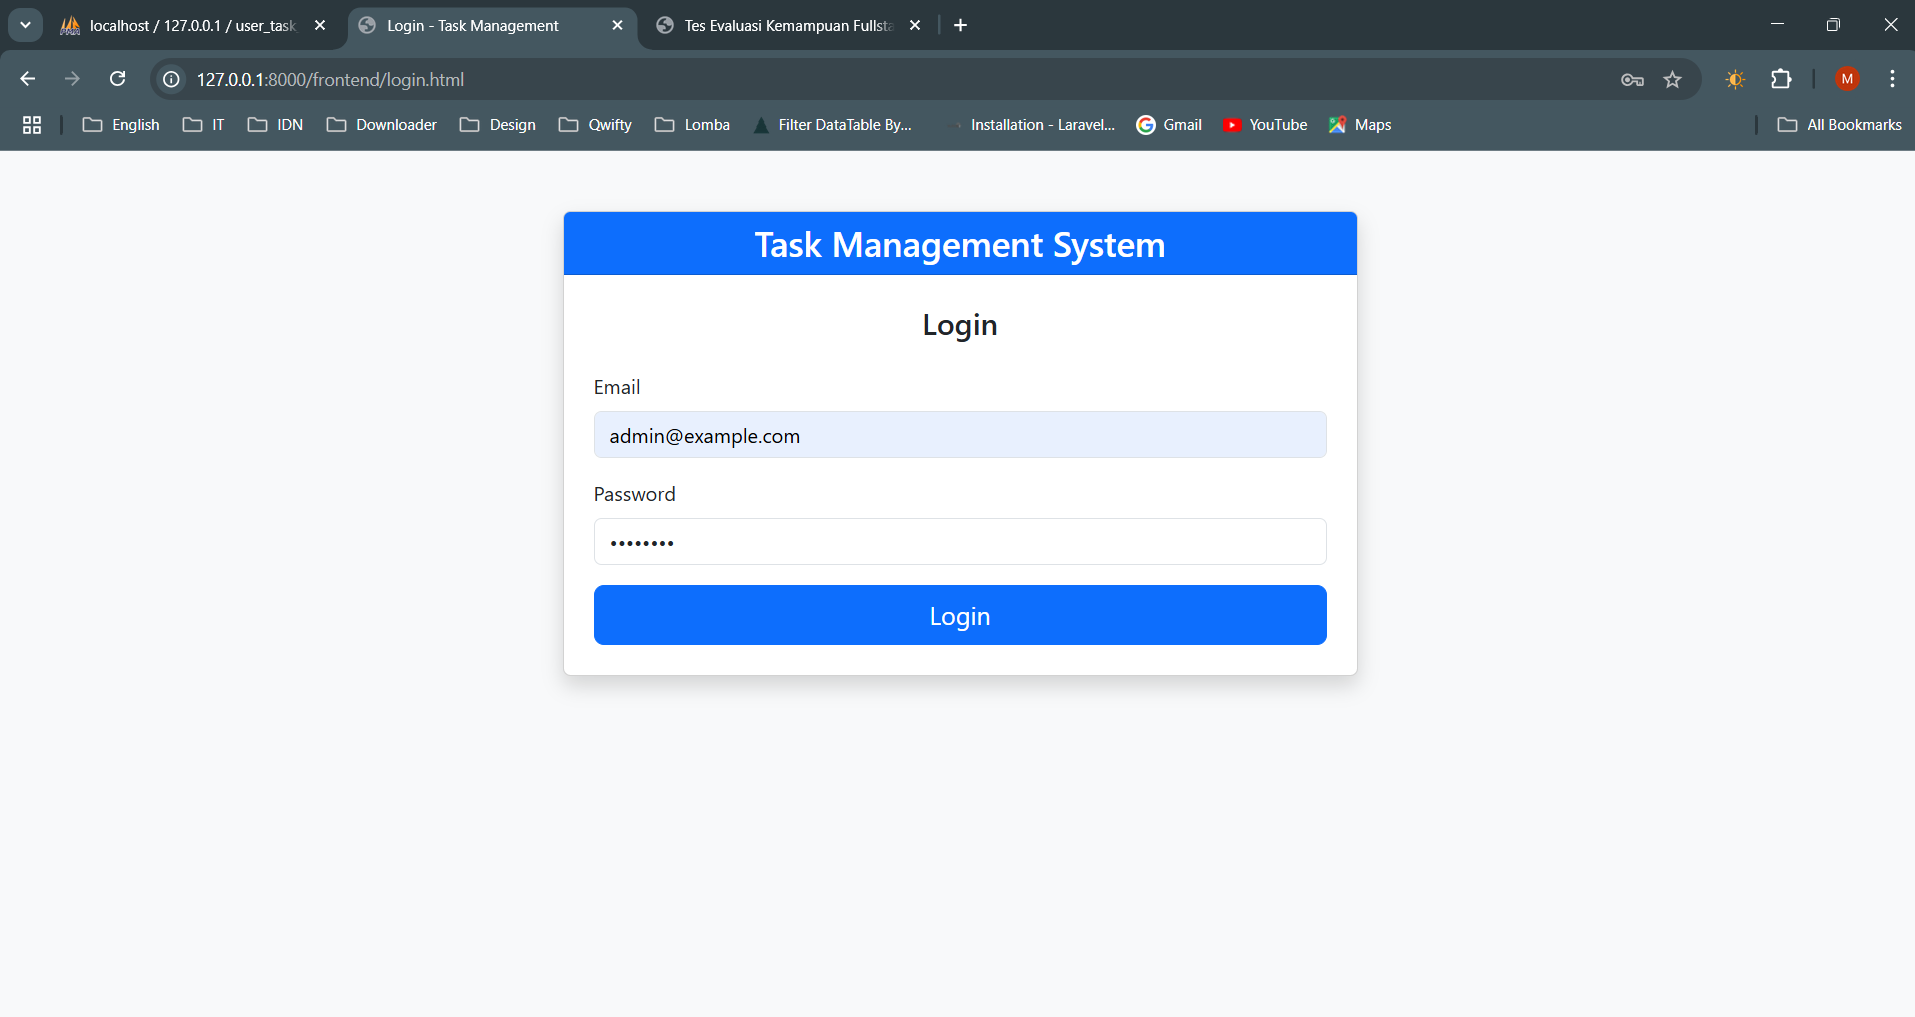 localhost / 127.0.0.1 / user_task
Login - Task Management
Tes Evaluasi Kemampuan Fullsta
127.0.0.1:8000/frontend/login.html
M
English
IT
IDN
Downloader
Design
Qwifty
Lomba
Filter DataTable By...
Installation - Laravel...
Gmail
YouTube
Maps
All Bookmarks
Task Management System
Login
Email
admin@example.com
Password
••••••••
Login